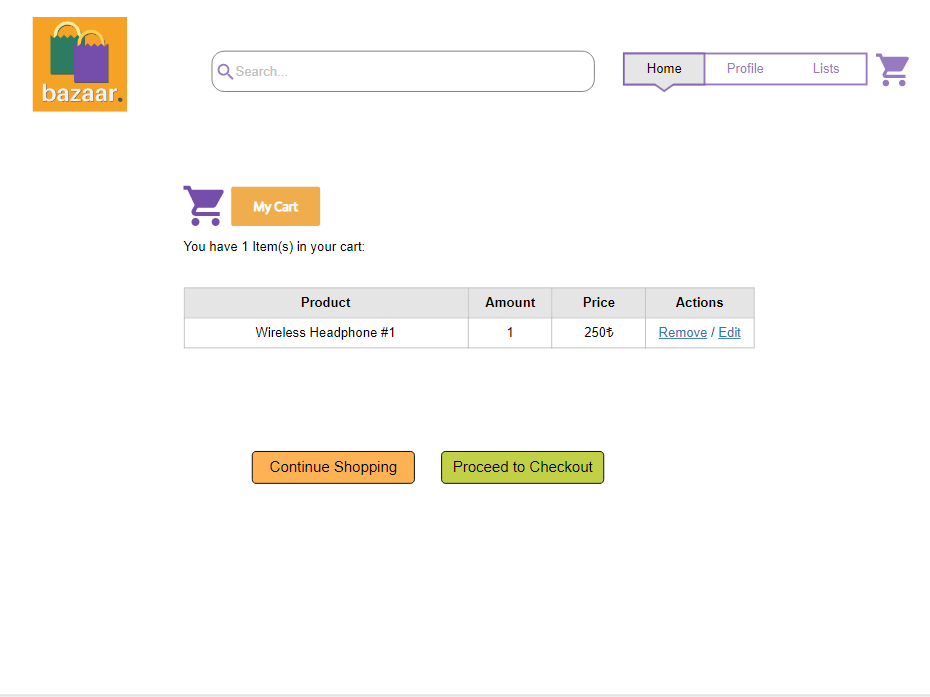 bazaar.
Search...
Home Profile Lists
My Cart
You have 1 Item(s) in your cart:
Product Amount Price Actions
Wireless Headphone #1 1 250₺ Remove / Edit
Continue Shopping Proceed to Checkout